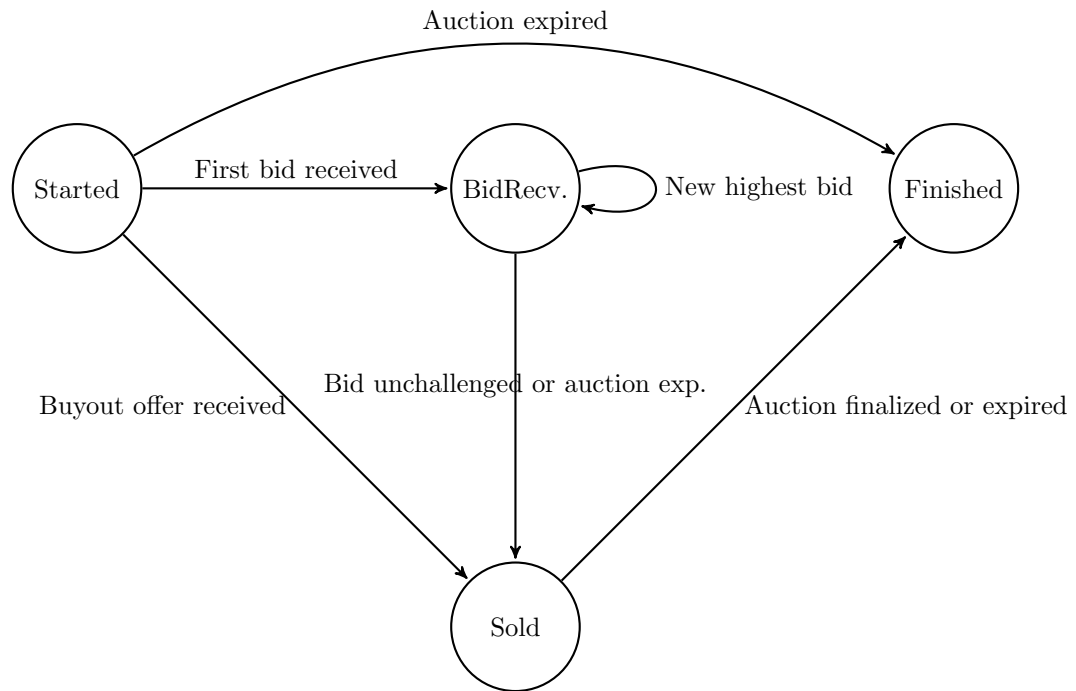 Auction expired
First bid received
Started
BidRecv.
New highest bid
Finished
Bid unchallenged or auction exp.
Buyout offer received
Auction finalized or expired
Sold